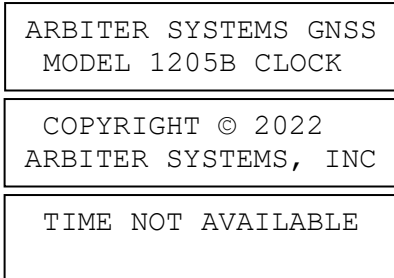 ARBITER SYSTEMS GNSS
MODEL 1205B CLOCK
COPYRIGHT © 2022
ARBITER SYSTEMS, INC
TIME NOT AVAILABLE